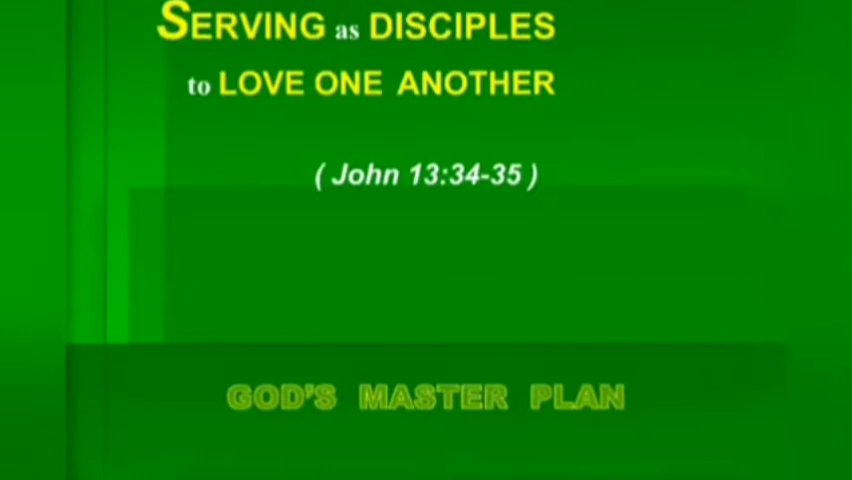 SERVING as DISCIPLES
to LOVE ONE ANOTHER
( John 13:34-35 )
GOD'S MASTER PLAN